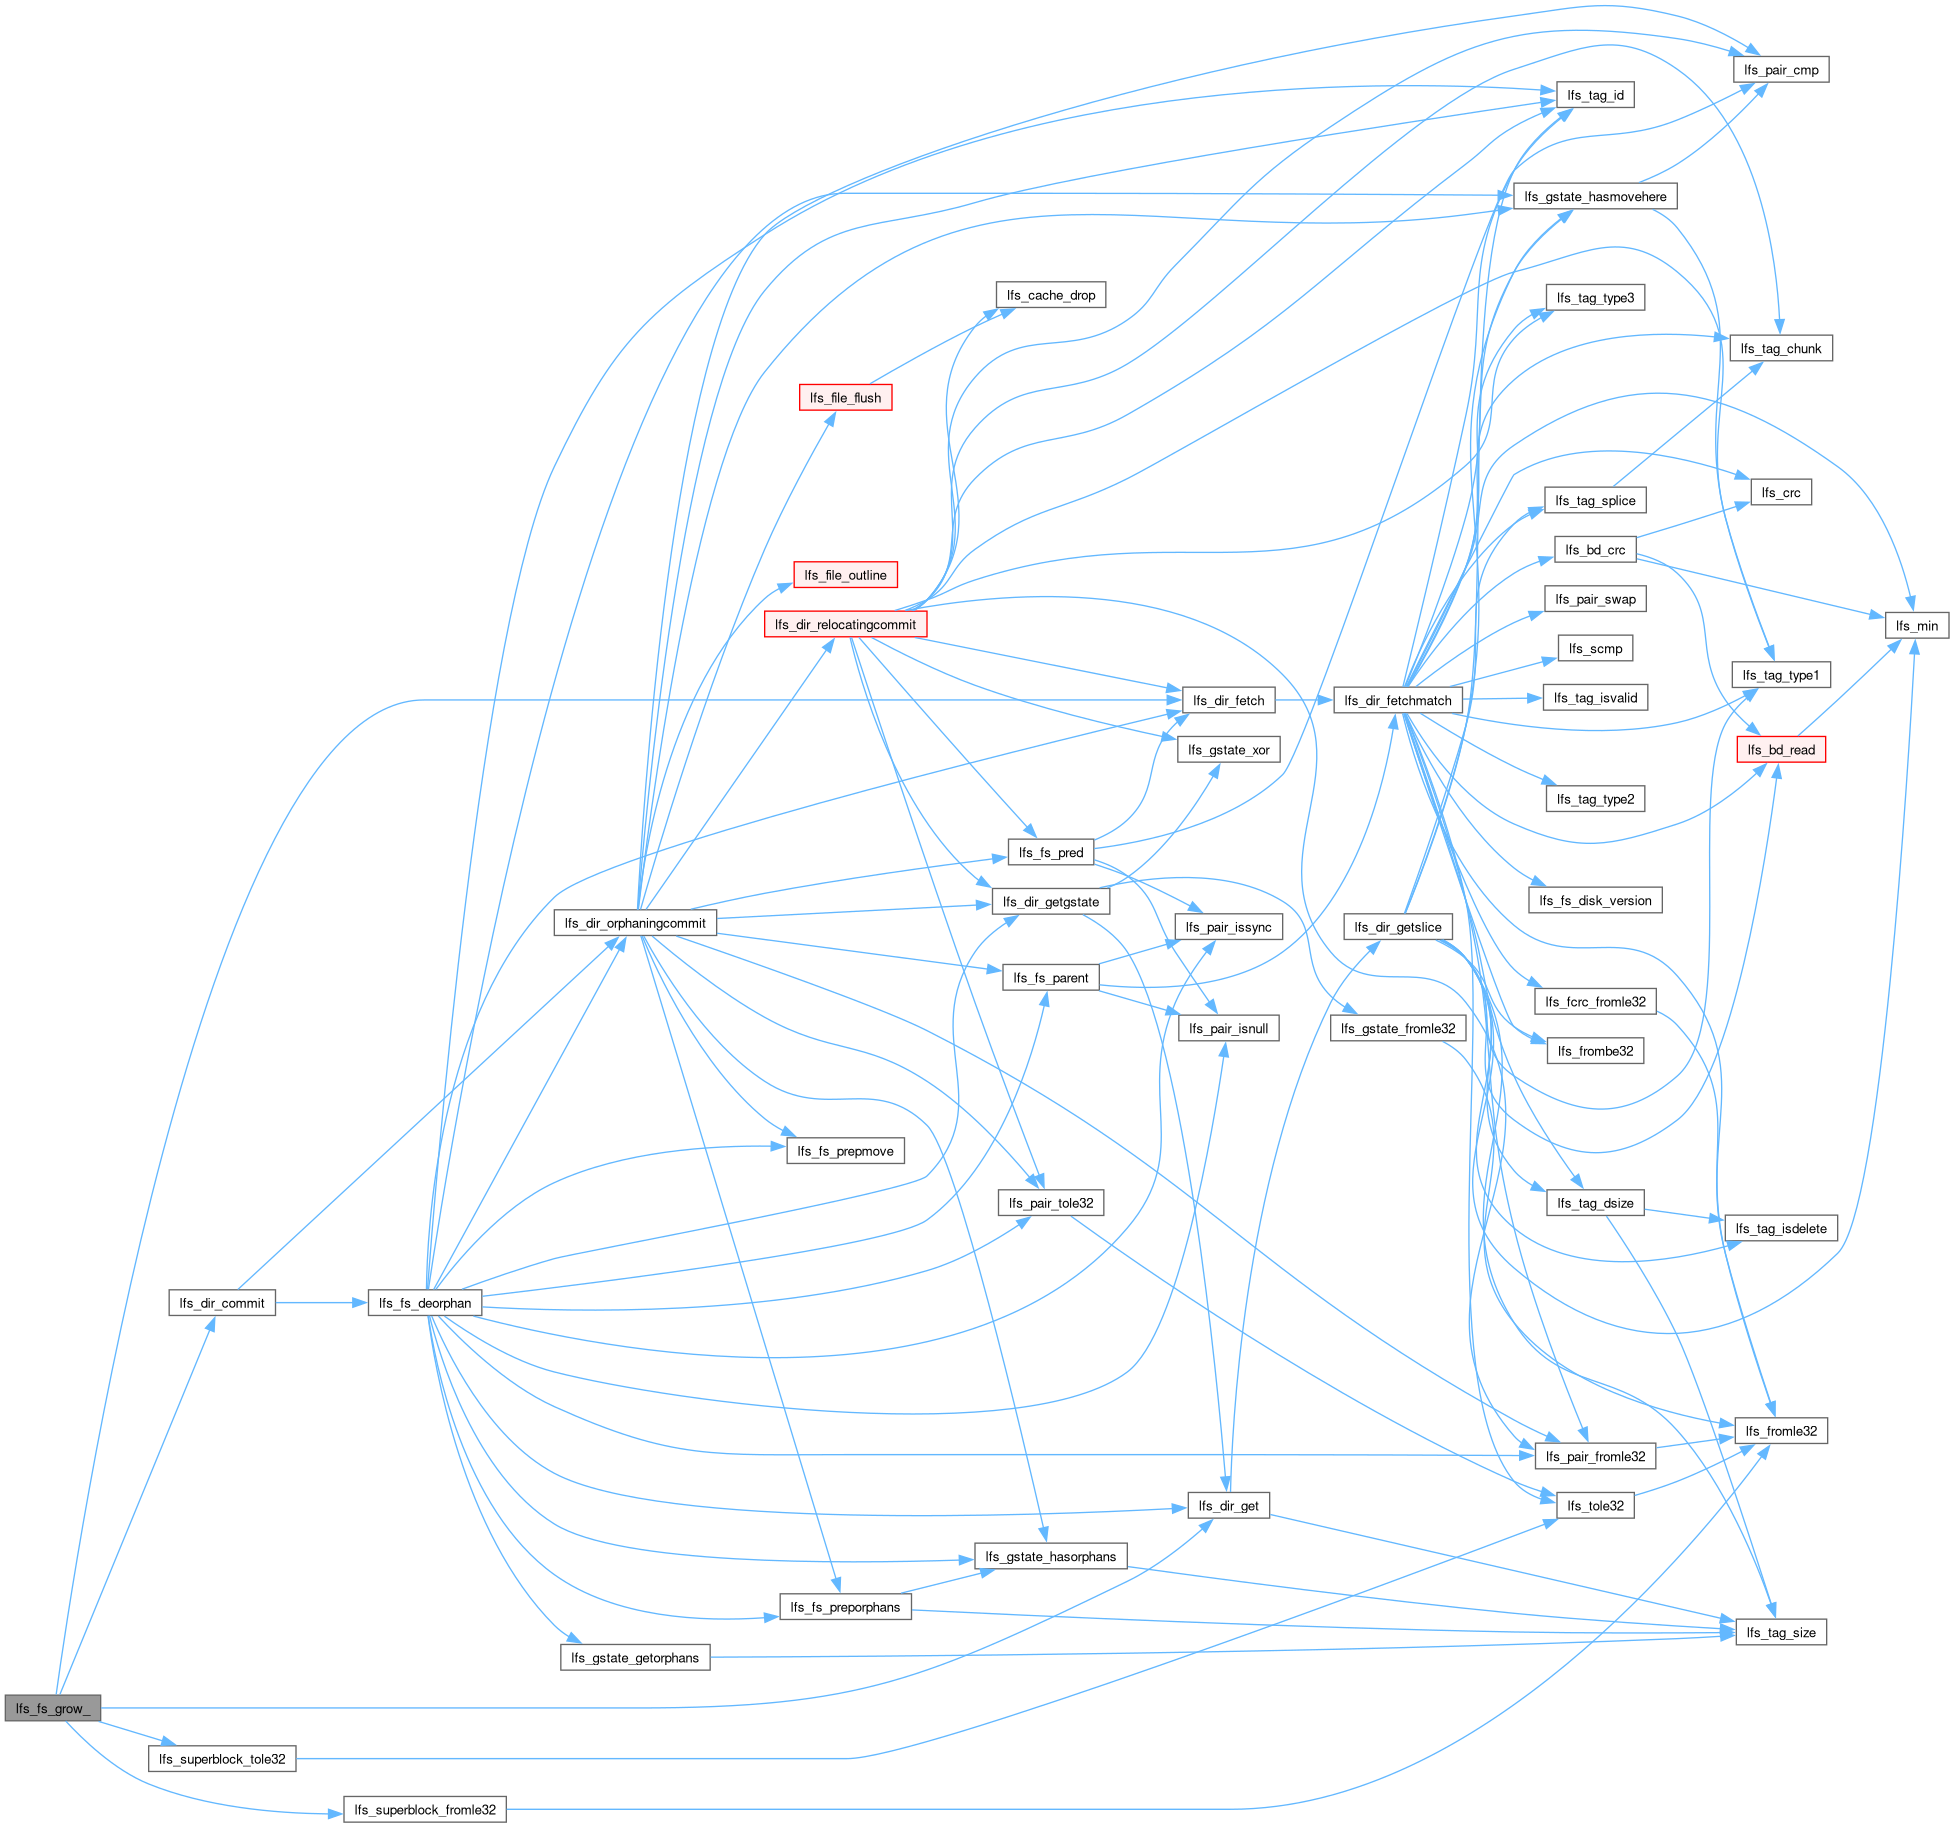 lfs_pair_cmp
lfs_tag_id
lfs_gstate_hasmovehere
lfs_cache_drop
lfs_tag_type3
lfs_tag_chunk
lfs_file_flush
lfs_tag_splice
lfs_crc
lfs_bd_crc
lfs_file_outline
lfs_pair_swap
lfs_dir_relocatingcommit
lfs_min
lfs_scmp
lfs_tag_type1
lfs_dir_fetch
lfs_dir_fetchmatch
lfs_tag_isvalid
lfs_gstate_xor
lfs_bd_read
lfs_tag_type2
lfs_fs_pred
lfs_dir_getgstate
lfs_fs_disk_version
lfs_dir_orphaningcommit
lfs_pair_issync
lfs_dir_getslice
lfs_fs_parent
lfs_fcrc_fromle32
lfs_pair_isnull
lfs_gstate_fromle32
lfs_frombe32
lfs_fs_prepmove
lfs_pair_tole32
lfs_tag_dsize
lfs_tag_isdelete
lfs_dir_commit
lfs_fs_deorphan
lfs_fromle32
lfs_pair_fromle32
lfs_dir_get
lfs_tole32
lfs_gstate_hasorphans
lfs_fs_preporphans
lfs_tag_size
lfs_gstate_getorphans
lfs_fs_grow_
lfs_superblock_tole32
lfs_superblock_fromle32